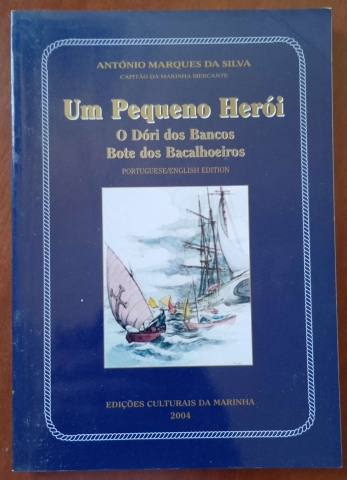 ANTÓNIO MARQUES DA SILVA
CAPITÃO DA MARINHA MERCANTE
Um Pequeno Herói
O Dóri dos Bancos
Bote dos Bacalhoeiros
PORTUGUESE/ENGLISH EDITION
EDIÇÕES CULTURAIS DA MARINHA
2004